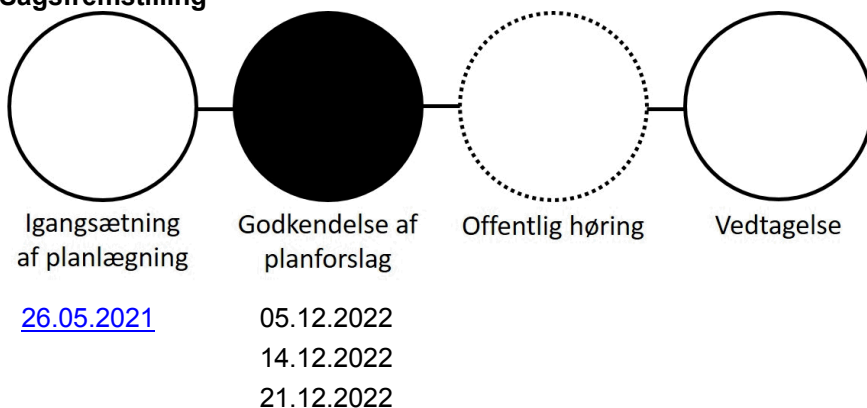 Sagsfremstilling
Igangsætning
af planlægning
Godkendelse af
planforslag
Offentlig høring
Vedtagelse
26.05.2021
05.12.2022
14.12.2022
21.12.2022